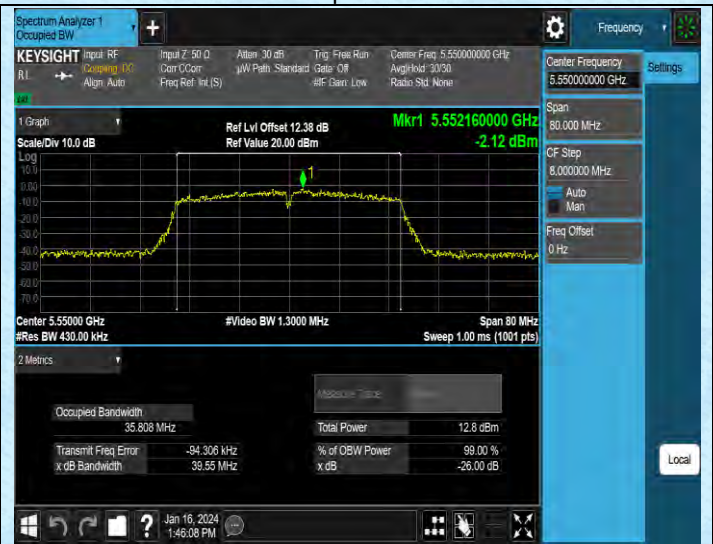 Spectrum Analyzer 1
Occupied BW
Frequency
KEYSIGHT
Input: RF
Coupling: DC
Align: Auto
Input Z: 50 Ω
Corr CCorr
Freq Ref: Int (S)
Atten: 30 dB
µW Path: Standard
Trig: Free Run
Gate: Off
#IF Gain: Low
Center Freq: 5.550000000 GHz
Avg|Hold: 30/30
Radio Std: None
RL
1 Graph
Scale/Div 10.0 dB
Ref Lvl Offset 12.38 dB
Ref Value 20.00 dBm
Mkr1 5.552160000 GHz
-2.12 dBm
Log
10.0
0.00
-10.0
-20.0
-30.0
-40.0
-50.0
-60.0
-70.0
1
Center 5.55000 GHz
#Res BW 430.00 kHz
#Video BW 1.3000 MHz
Span 80 MHz
Sweep 1.00 ms (1001 pts)
2 Metrics
Measure Trace
Occupied Bandwidth
35.808 MHz
Total Power
12.8 dBm
Transmit Freq Error
-94.306 kHz
% of OBW Power
99.00 %
x dB Bandwidth
39.55 MHz
x dB
-26.00 dB
Center Frequency
5.550000000 GHz
Settings
Span
80.000 MHz
CF Step
8.000000 MHz
Auto
Man
Freq Offset
0 Hz
Local
?
Jan 16, 2024
1:46:08 PM